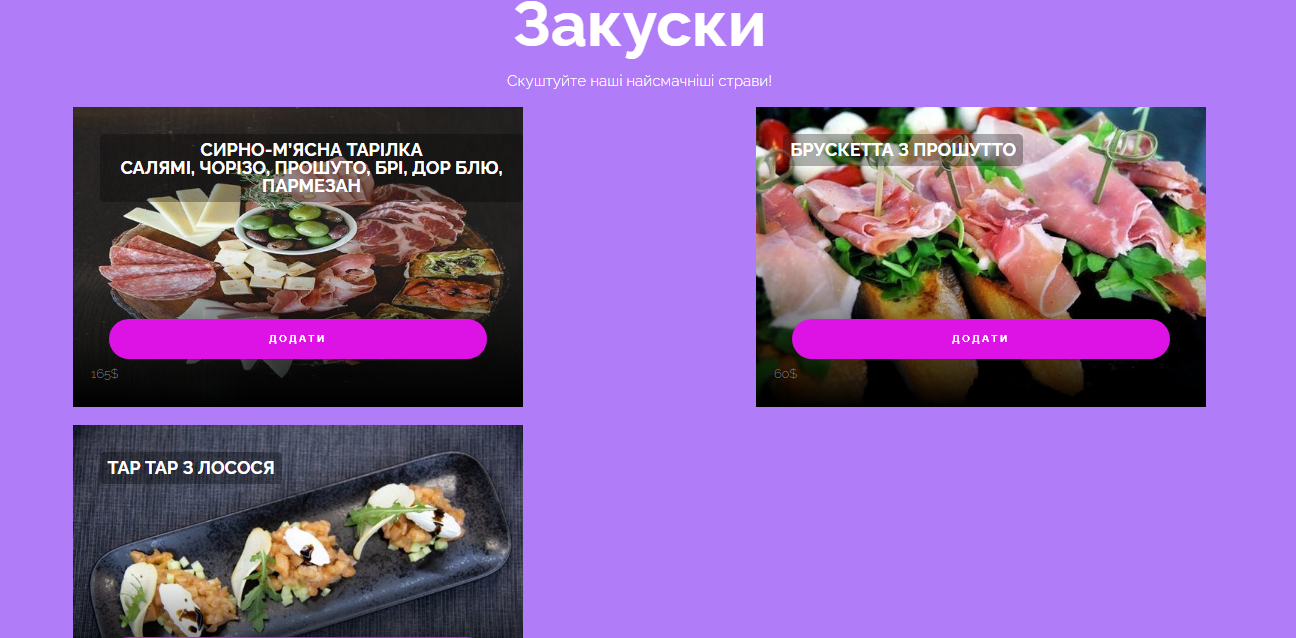 Закуски
Скуштуйте наші найсмачніші страви!
СИРНО-М'ЯСНА ТАРІЛКА
САЛЯМІ, ЧОРІЗО, ПРОШУТО, БРІ, ДОР БЛЮ,
ПАРМЕЗАН
ДОДАТИ
165$
БРУСКЕТТА З ПРОШУТТО
ДОДАТИ
60$
ТАР ТАР З ЛОСОСЯ